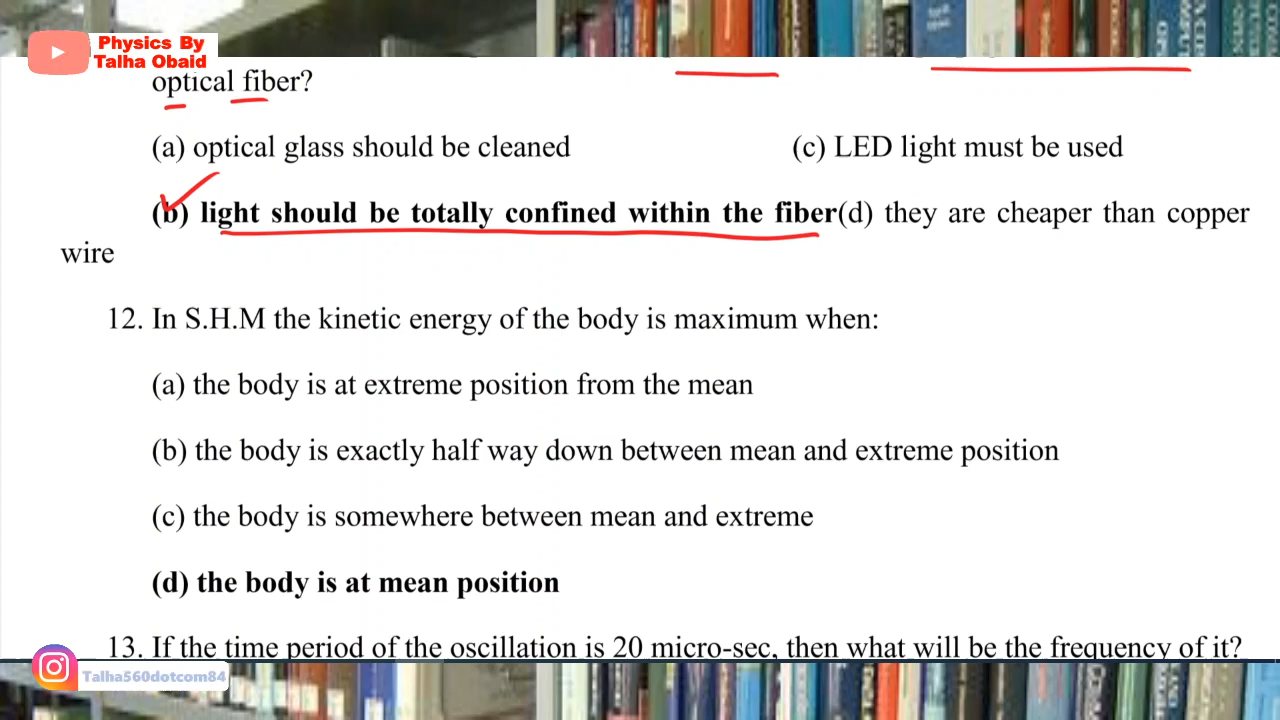 Physics By
Talha Obaid
optical fiber?
(a) optical glass should be cleaned (c) LED light must be used
(b) light should be totally confined within the fiber(d) they are cheaper than copper
wire
12. In S.H.M the kinetic energy of the body is maximum when:
(a) the body is at extreme position from the mean
(b) the body is exactly half way down between mean and extreme position
(c) the body is somewhere between mean and extreme
(d) the body is at mean position
13. If the time period of the oscillation is 20 micro-sec, then what will be the frequency of it?
Talha560dotcom84